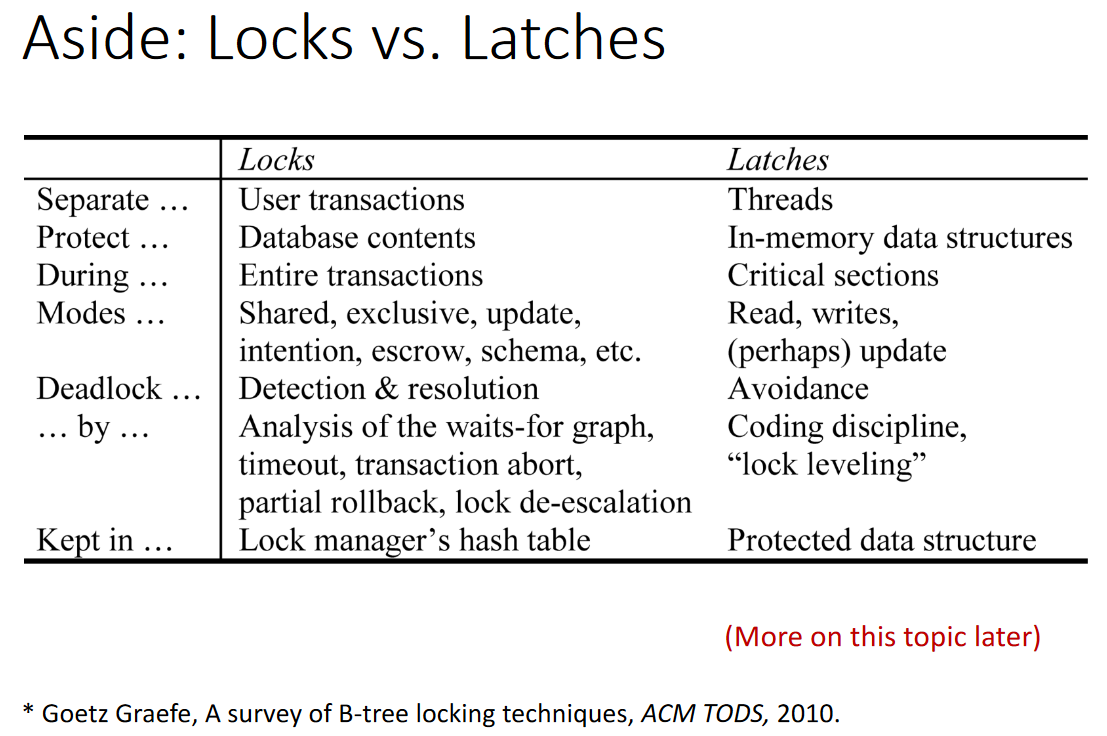 Aside: Locks vs. Latches
Locks Latches
Separate … User transactions Threads
Protect … Database contents In-memory data structures
During … Entire transactions Critical sections
Modes … Shared, exclusive, update, Read, writes,
intention, escrow, schema, etc. (perhaps) update
Deadlock … Detection & resolution Avoidance
… by … Analysis of the waits-for graph, Coding discipline,
timeout, transaction abort, “lock leveling”
partial rollback, lock de-escalation
Kept in … Lock manager’s hash table Protected data structure
(More on this topic later)
* Goetz Graefe, A survey of B-tree locking techniques, ACM TODS, 2010.